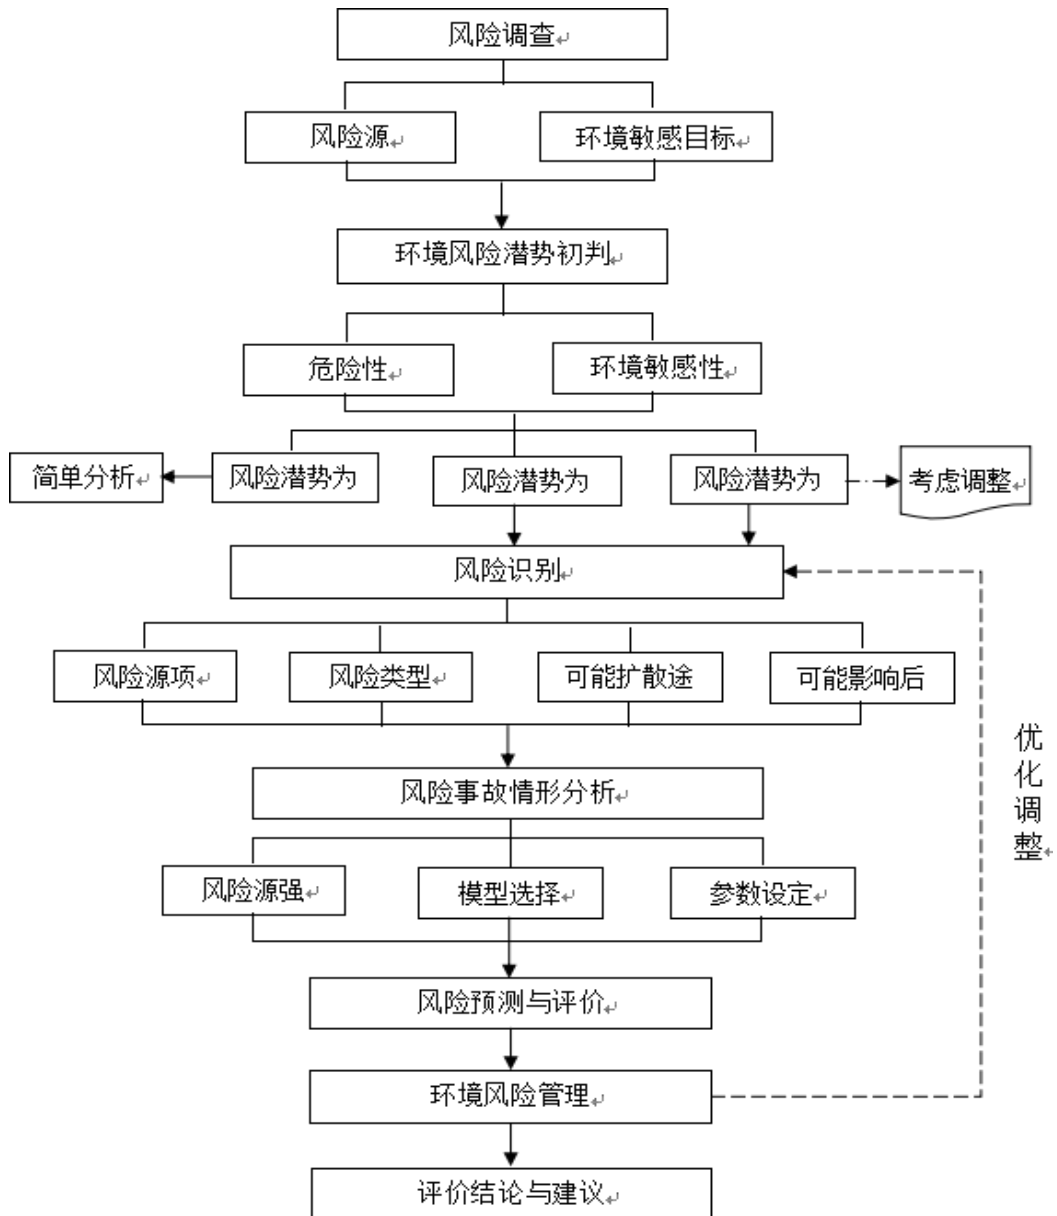 风险调查
风险源
环境敏感目标
环境风险潜势初判
危险性
环境敏感性
简单分析
风险潜势为
风险潜势为
风险潜势为
考虑调整
风险识别
风险源项
风险类型
可能扩散途
可能影响后
优化调整
风险事故情形分析
风险源强
模型选择
参数设定
风险预测与评价
环境风险管理
评价结论与建议